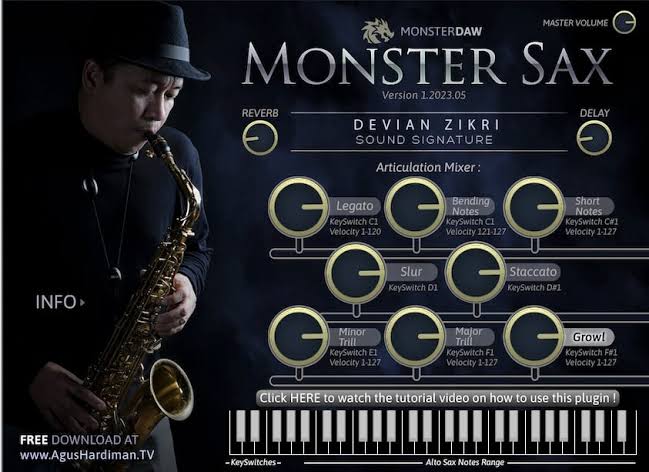 MONSTERDAW
MASTER VOLUME
MONSTER SAX
Version 1.2023.05
REVERB
DEVIAN ZIKRI
SOUND SIGNATURE
DELAY
Articulation Mixer :
Legato
KeySwitch C1
Velocity 1-120
Bending
Notes
KeySwitch C1
Velocity 121-127
Short
Notes
KeySwitch C#1
Velocity 1-127
Slur
KeySwitch D1
Staccato
KeySwitch D#1
INFO
Minor
Trill
KeySwitch E1
Velocity 1-127
Major
Trill
KeySwitch F1
Velocity 1-127
Growl
KeySwitch F#1
Velocity 1-127
Click HERE to watch the tutorial video on how to use this plugin !
FREE DOWNLOAD AT
www.AgusHardiman.TV
KeySwitches
Alto Sax Notes Range